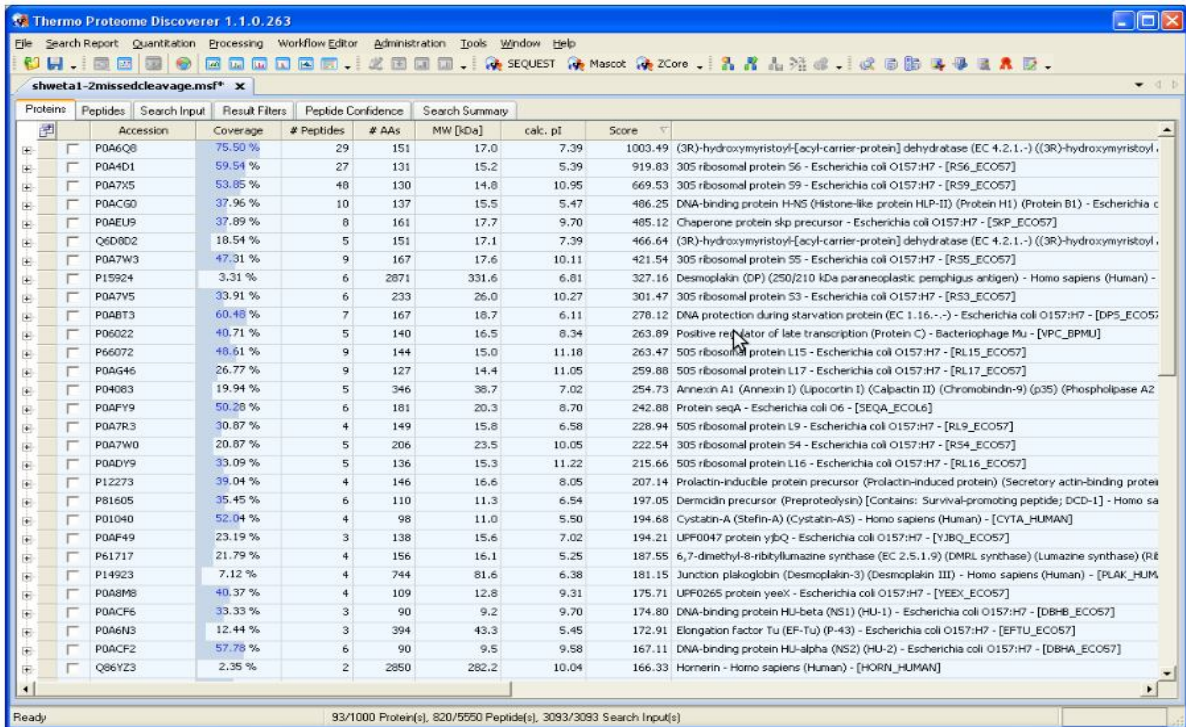 Thermo Proteome Discoverer 1.1.0.263
File Search Report Quantitation Processing Workflow Editor Administration Tools Window Help
SEQUEST Mascot ZCore
shweta1-2missedcleavage.msf* x
Proteins Peptides Search Input Result Filters Peptide Confidence Search Summary
Accession Coverage # Peptides # AAs MW [kDa] calc. pI Score
P0A6Q8 75.50 % 29 151 17.0 7.39 1003.49 (3R)-hydroxymyristoyl-[acyl-carrier-protein] dehydratase (EC 4.2.1.-) ((3R)-hydroxymyristoyl
P0A4D1 59.54 % 27 131 15.2 5.39 919.83 30S ribosomal protein S6 - Escherichia coli O157:H7 - [RS6_ECO57]
P0A7X5 53.85 % 48 130 14.8 10.95 669.53 30S ribosomal protein S9 - Escherichia coli O157:H7 - [RS9_ECO57]
P0ACG0 37.96 % 10 137 15.5 5.47 486.25 DNA-binding protein H-NS (Histone-like protein HLP-II) (Protein H1) (Protein B1) - Escherichia c
P0AEU9 37.89 % 8 161 17.7 9.70 485.12 Chaperone protein skp precursor - Escherichia coli O157:H7 - [SKP_ECO57]
Q6D8D2 18.54 % 5 151 17.1 7.39 466.64 (3R)-hydroxymyristoyl-[acyl-carrier-protein] dehydratase (EC 4.2.1.-) ((3R)-hydroxymyristoyl
P0A7W3 47.31 % 9 167 17.6 10.11 421.54 30S ribosomal protein S5 - Escherichia coli O157:H7 - [RS5_ECO57]
P15924 3.31 % 6 2871 331.6 6.81 327.16 Desmoplakin (DP) (250/210 kDa paraneoplastic pemphigus antigen) - Homo sapiens (Human) -
P0A7V5 33.91 % 6 233 26.0 10.27 301.47 30S ribosomal protein S3 - Escherichia coli O157:H7 - [RS3_ECO57]
P0ABT3 60.48 % 7 167 18.7 6.11 278.12 DNA protection during starvation protein (EC 1.16.-.-) - Escherichia coli O157:H7 - [DPS_ECO57
P06022 40.71 % 5 140 16.5 8.34 263.89 Positive regulator of late transcription (Protein C) - Bacteriophage Mu - [VPC_BPMU]
P66072 48.61 % 9 144 15.0 11.18 263.47 50S ribosomal protein L15 - Escherichia coli O157:H7 - [RL15_ECO57]
P0AG46 26.77 % 9 127 14.4 11.05 259.88 50S ribosomal protein L17 - Escherichia coli O157:H7 - [RL17_ECO57]
P04083 19.94 % 5 346 38.7 7.02 254.73 Annexin A1 (Annexin I) (Lipocortin I) (Calpactin II) (Chromobindin-9) (p35) (Phospholipase A2
P0AFY9 50.28 % 6 181 20.3 8.70 242.88 Protein seqA - Escherichia coli O6 - [SEQA_ECOL6]
P0A7R3 30.87 % 4 149 15.8 6.58 228.94 50S ribosomal protein L9 - Escherichia coli O157:H7 - [RL9_ECO57]
P0A7W0 20.87 % 5 206 23.5 10.05 222.54 30S ribosomal protein S4 - Escherichia coli O157:H7 - [RS4_ECO57]
P0ADY9 33.09 % 5 136 15.3 11.22 215.66 50S ribosomal protein L16 - Escherichia coli O157:H7 - [RL16_ECO57]
P12273 39.04 % 4 146 16.6 8.05 207.14 Prolactin-inducible protein precursor (Prolactin-induced protein) (Secretory actin-binding protei
P81605 35.45 % 6 110 11.3 6.54 197.05 Dermcidin precursor (Preproteolysin) [Contains: Survival-promoting peptide; DCD-1] - Homo sa
P01040 52.04 % 4 98 11.0 5.50 194.68 Cystatin-A (Stefin-A) (Cystatin-AS) - Homo sapiens (Human) - [CYTA_HUMAN]
P0AF49 23.19 % 3 138 15.6 7.02 194.21 UPF0047 protein yjbQ - Escherichia coli O157:H7 - [YJBQ_ECO57]
P61717 21.79 % 4 156 16.1 5.25 187.55 6,7-dimethyl-8-ribityllumazine synthase (EC 2.5.1.9) (DMRL synthase) (Lumazine synthase) (Rib
P14923 7.12 % 4 744 81.6 6.38 181.15 Junction plakoglobin (Desmoplakin-3) (Desmoplakin III) - Homo sapiens (Human) - [PLAK_HUM
P0A8M8 40.37 % 4 109 12.8 9.31 175.71 UPF0265 protein yeeX - Escherichia coli O157:H7 - [YEEX_ECO57]
P0ACF6 33.33 % 3 90 9.2 9.70 174.80 DNA-binding protein HU-beta (NS1) (HU-1) - Escherichia coli O157:H7 - [DBHB_ECO57]
P0A6N3 12.44 % 3 394 43.3 5.45 172.91 Elongation factor Tu (EF-Tu) (P-43) - Escherichia coli O157:H7 - [EFTU_ECO57]
P0ACF2 57.78 % 6 90 9.5 9.58 167.11 DNA-binding protein HU-alpha (NS2) (HU-2) - Escherichia coli O157:H7 - [DBHA_ECO57]
Q86YZ3 2.35 % 2 2850 282.2 10.04 166.33 Hornerin - Homo sapiens (Human) - [HORN_HUMAN]
Ready 93/1000 Protein(s), 820/5550 Peptide(s), 3093/3093 Search Input(s)